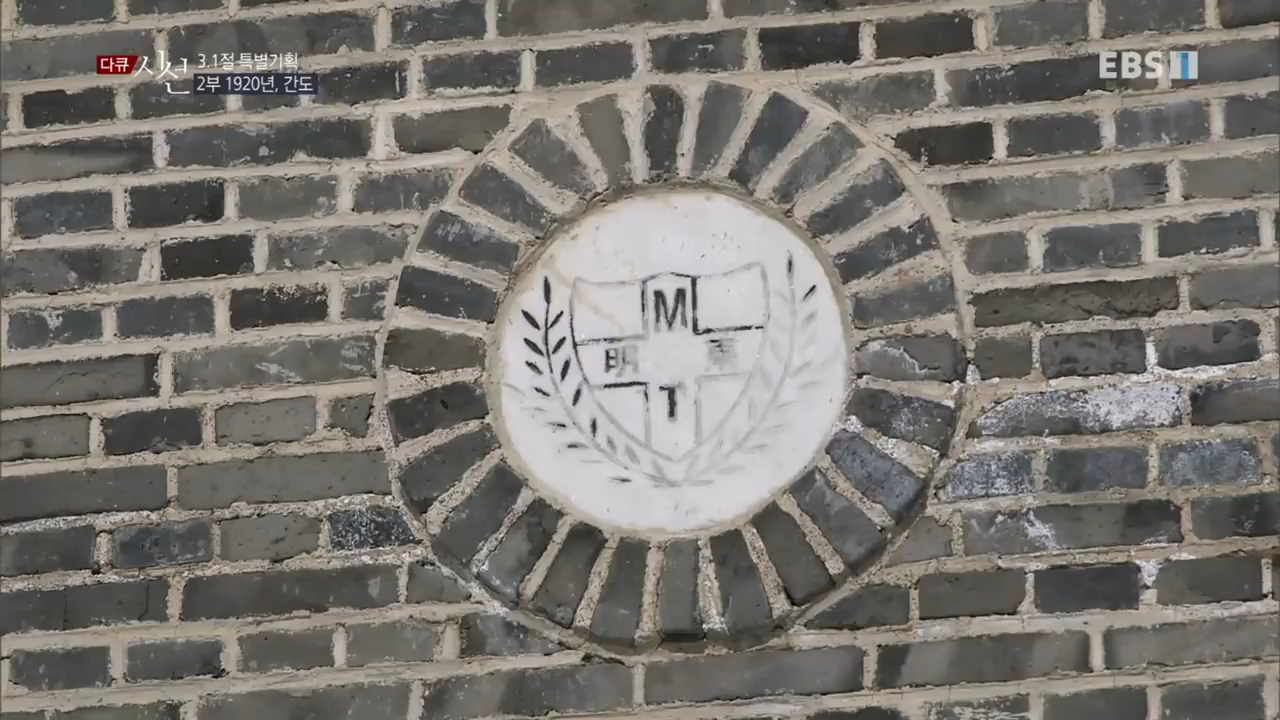 다큐 시선 3.1절 특별기획
2부 1920년, 간도
EBS 1
M
明 東
T